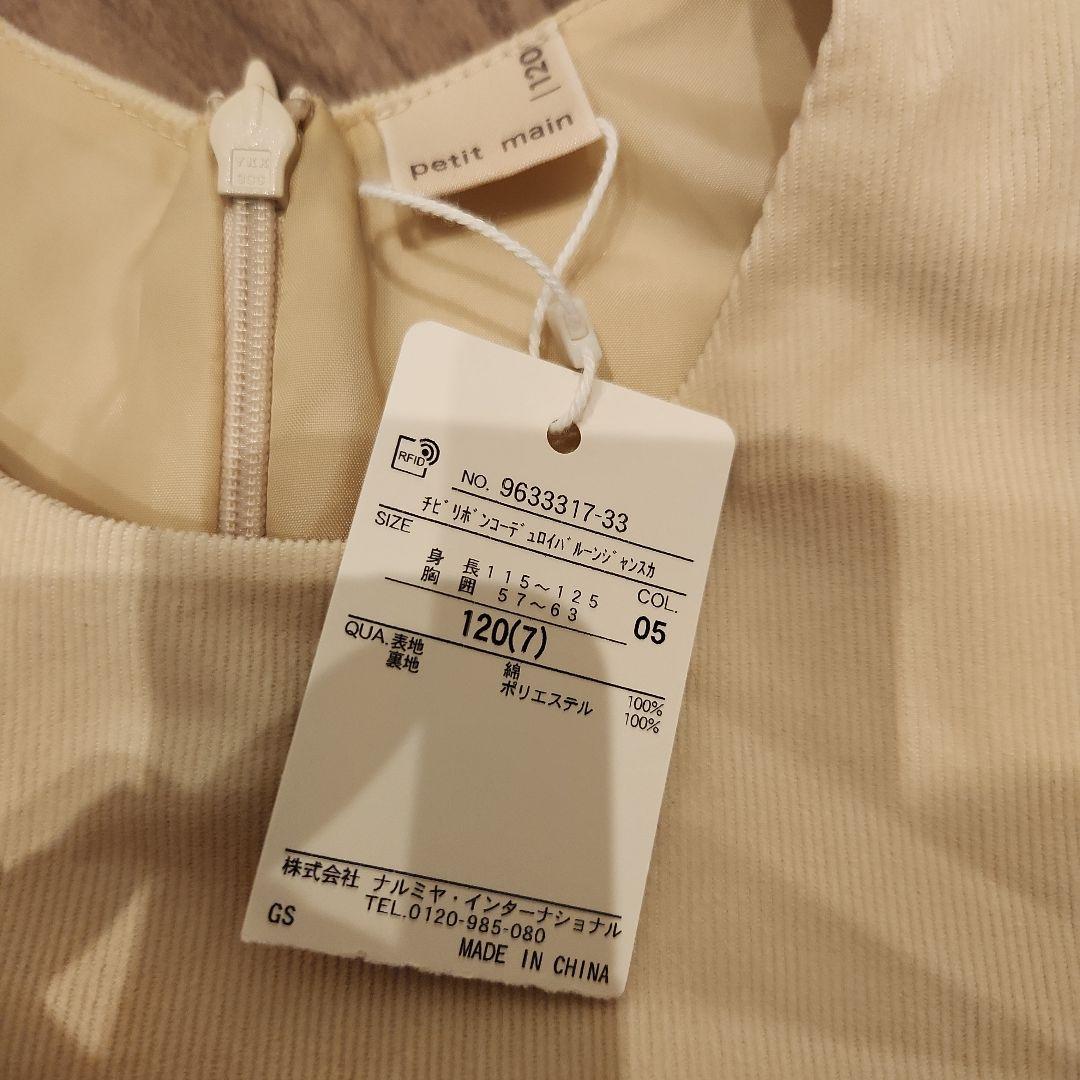 120
petit main
YKK
RFID
NO. 9633317-33
ﾁﾋﾞﾘﾎﾞﾝｺｰﾃﾞｭﾛｲﾊﾞﾙｰﾝｼﾞｬﾝｽｶ
SIZE
身 長 115~125
胸 囲 57~63
COL.
120(7)
05
QUA. 表地 綿 100%
裏地 ポリエステル 100%
株式会社 ナルミヤ・インターナショナル
TEL.0120-985-080
GS
MADE IN CHINA